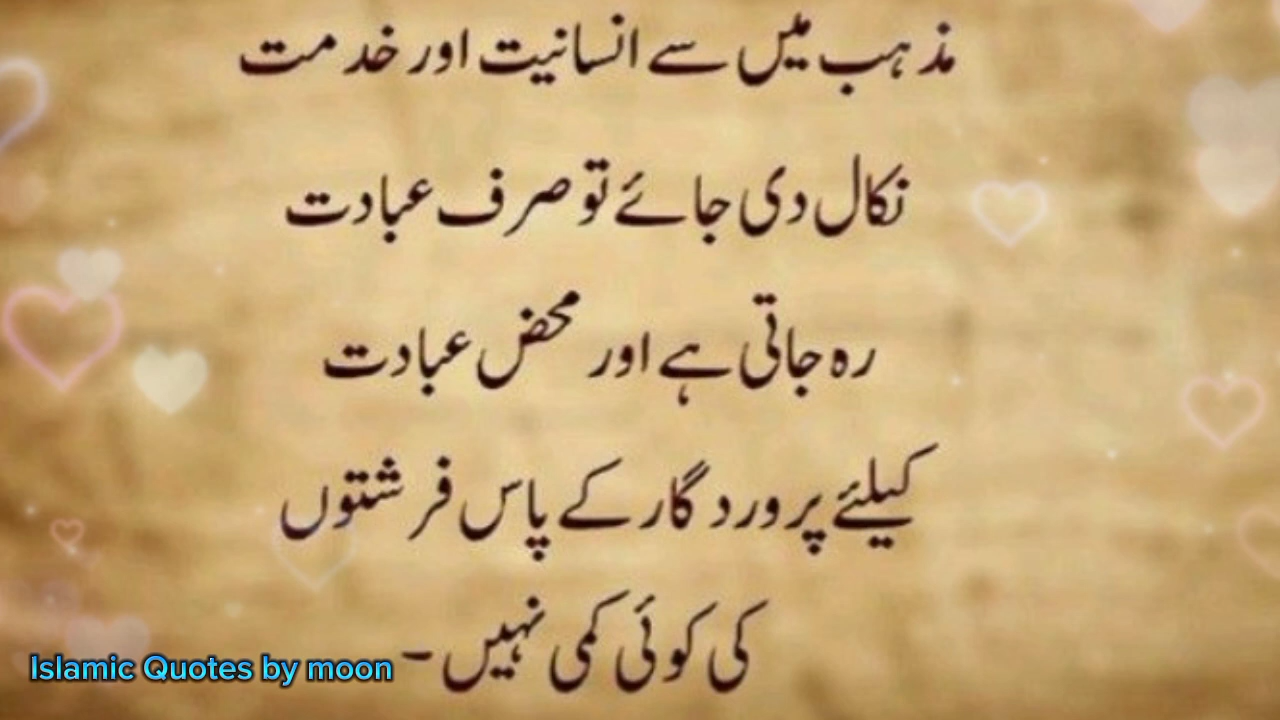 مذہب میں سے انسانیت اور خدمت
نکال دی جائے تو صرف عبادت
رہ جاتی ہے اور محض عبادت
کیلئے پروردگار کے پاس فرشتوں
کی کوئی کمی نہیں -
Islamic Quotes by moon